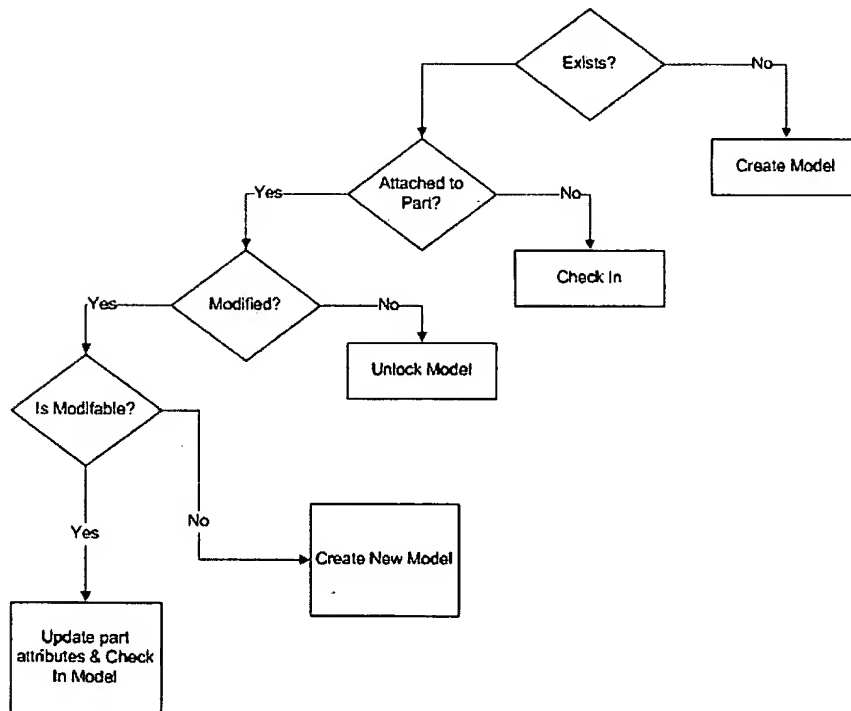 Exists?
No
Create Model
Yes
Attached to
Part?
No
Check In
Yes
Modified?
No
Unlock Model
Is Modifable?
Yes
No
Create New Model
Update part
attributes & Check
In Model